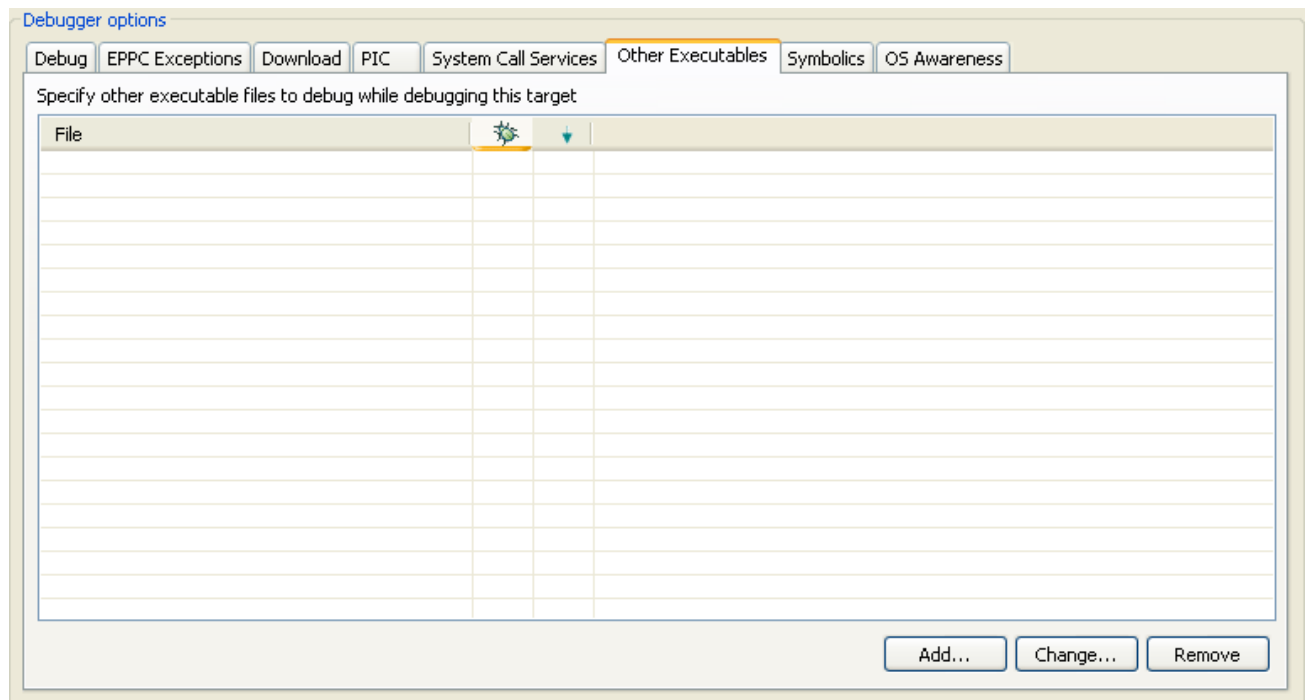 Debugger options
Debug EPPC Exceptions Download PIC System Call Services Other Executables Symbolics OS Awareness
Specify other executable files to debug while debugging this target
File
Add... Change... Remove